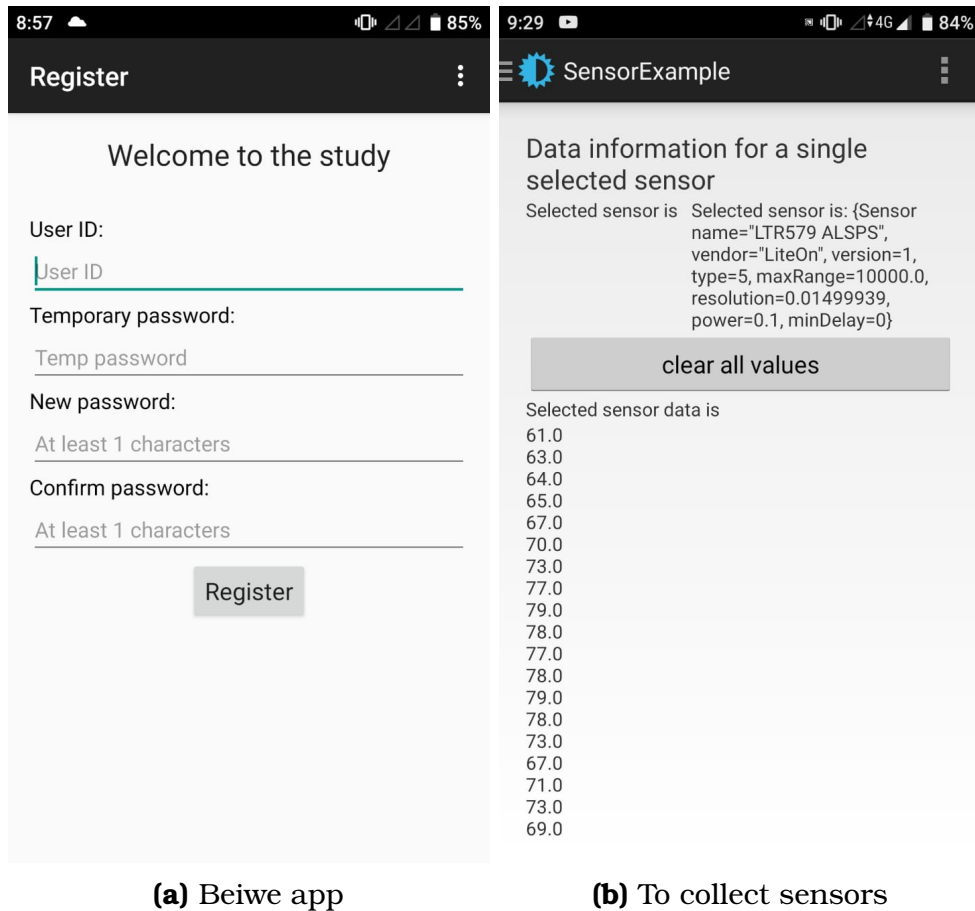 8:57
85%
Register
Welcome to the study
User ID:
User ID
Temporary password:
Temp password
New password:
At least 1 characters
Confirm password:
At least 1 characters
Register
(a) Beiwe app
9:29
4G
84%
SensorExample
Data information for a single
selected sensor
Selected sensor is
Selected sensor is: {Sensor
name="LTR579 ALSPS",
vendor="LiteOn", version=1,
type=5, maxRange=10000.0,
resolution=0.01499939,
power=0.1, minDelay=0}
clear all values
Selected sensor data is
61.0
63.0
64.0
65.0
67.0
70.0
73.0
77.0
79.0
78.0
77.0
78.0
79.0
78.0
73.0
67.0
71.0
73.0
69.0
(b) To collect sensors